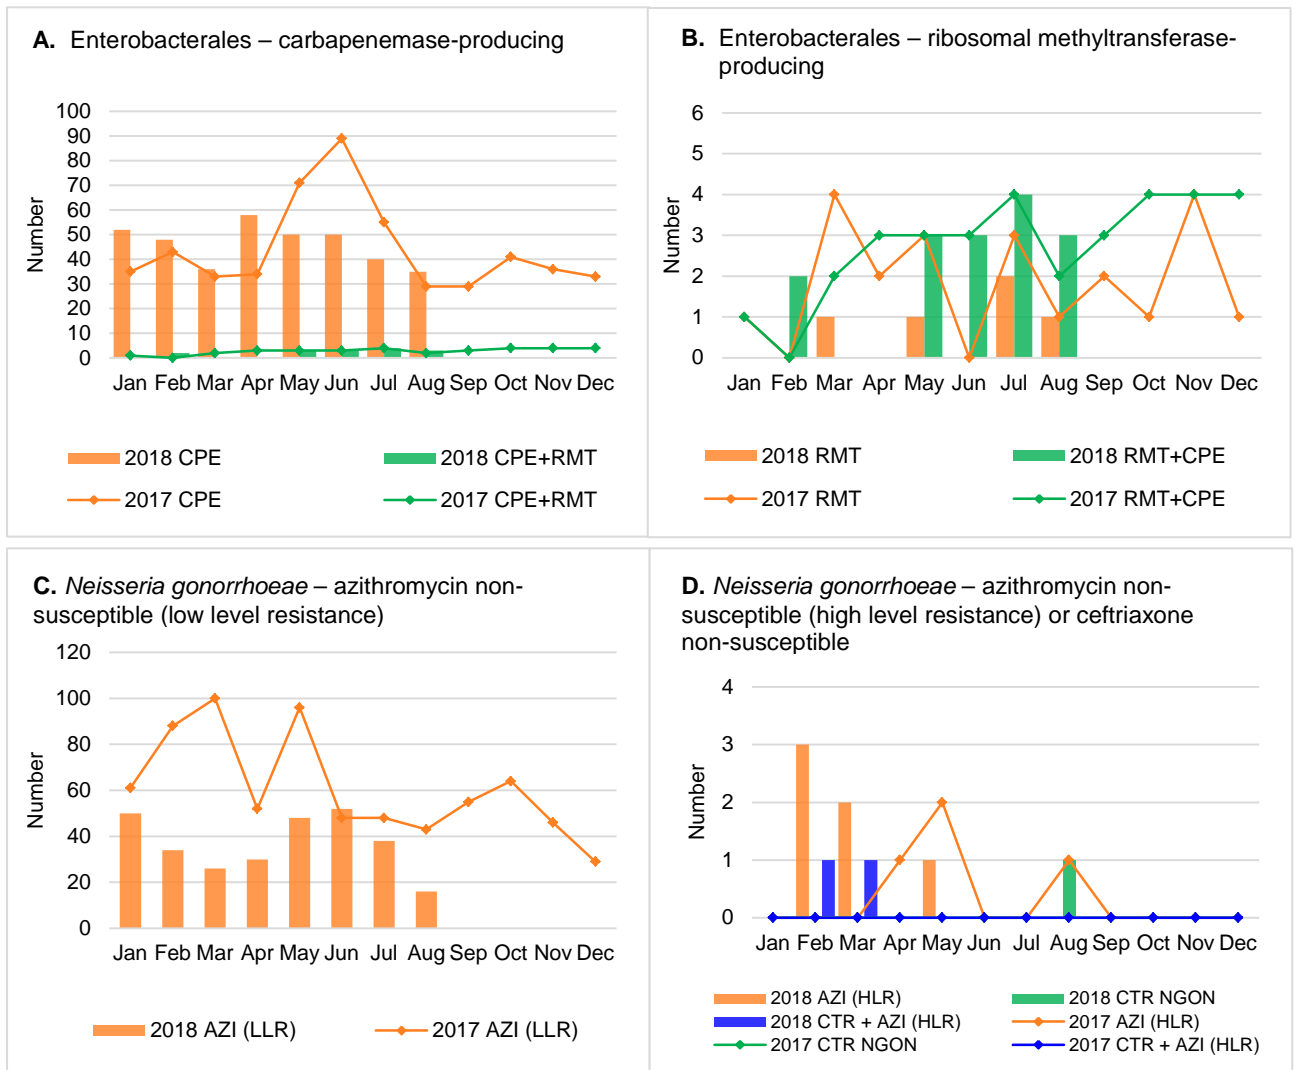 A. Enterobacterales – carbapenemase-producing
100
90
80
70
60
50
40
30
20
10
0
Number
Jan Feb Mar Apr May Jun Jul Aug Sep Oct Nov Dec
2018 CPE
2018 CPE+RMT
2017 CPE
2017 CPE+RMT
B. Enterobacterales – ribosomal methyltransferase-
producing
6
5
4
3
2
1
0
Number
Jan Feb Mar Apr May Jun Jul Aug Sep Oct Nov Dec
2018 RMT
2018 RMT+CPE
2017 RMT
2017 RMT+CPE
C. Neisseria gonorrhoeae – azithromycin non-
susceptible (low level resistance)
120
100
80
60
40
20
0
Number
Jan Feb Mar Apr May Jun Jul Aug Sep Oct Nov Dec
2018 AZI (LLR)
2017 AZI (LLR)
D. Neisseria gonorrhoeae – azithromycin non-
susceptible (high level resistance) or ceftriaxone
non-susceptible
4
3
2
1
0
Number
Jan Feb Mar Apr May Jun Jul Aug Sep Oct Nov Dec
2018 AZI (HLR)
2018 CTR NGON
2018 CTR + AZI (HLR)
2017 AZI (HLR)
2017 CTR NGON
2017 CTR + AZI (HLR)